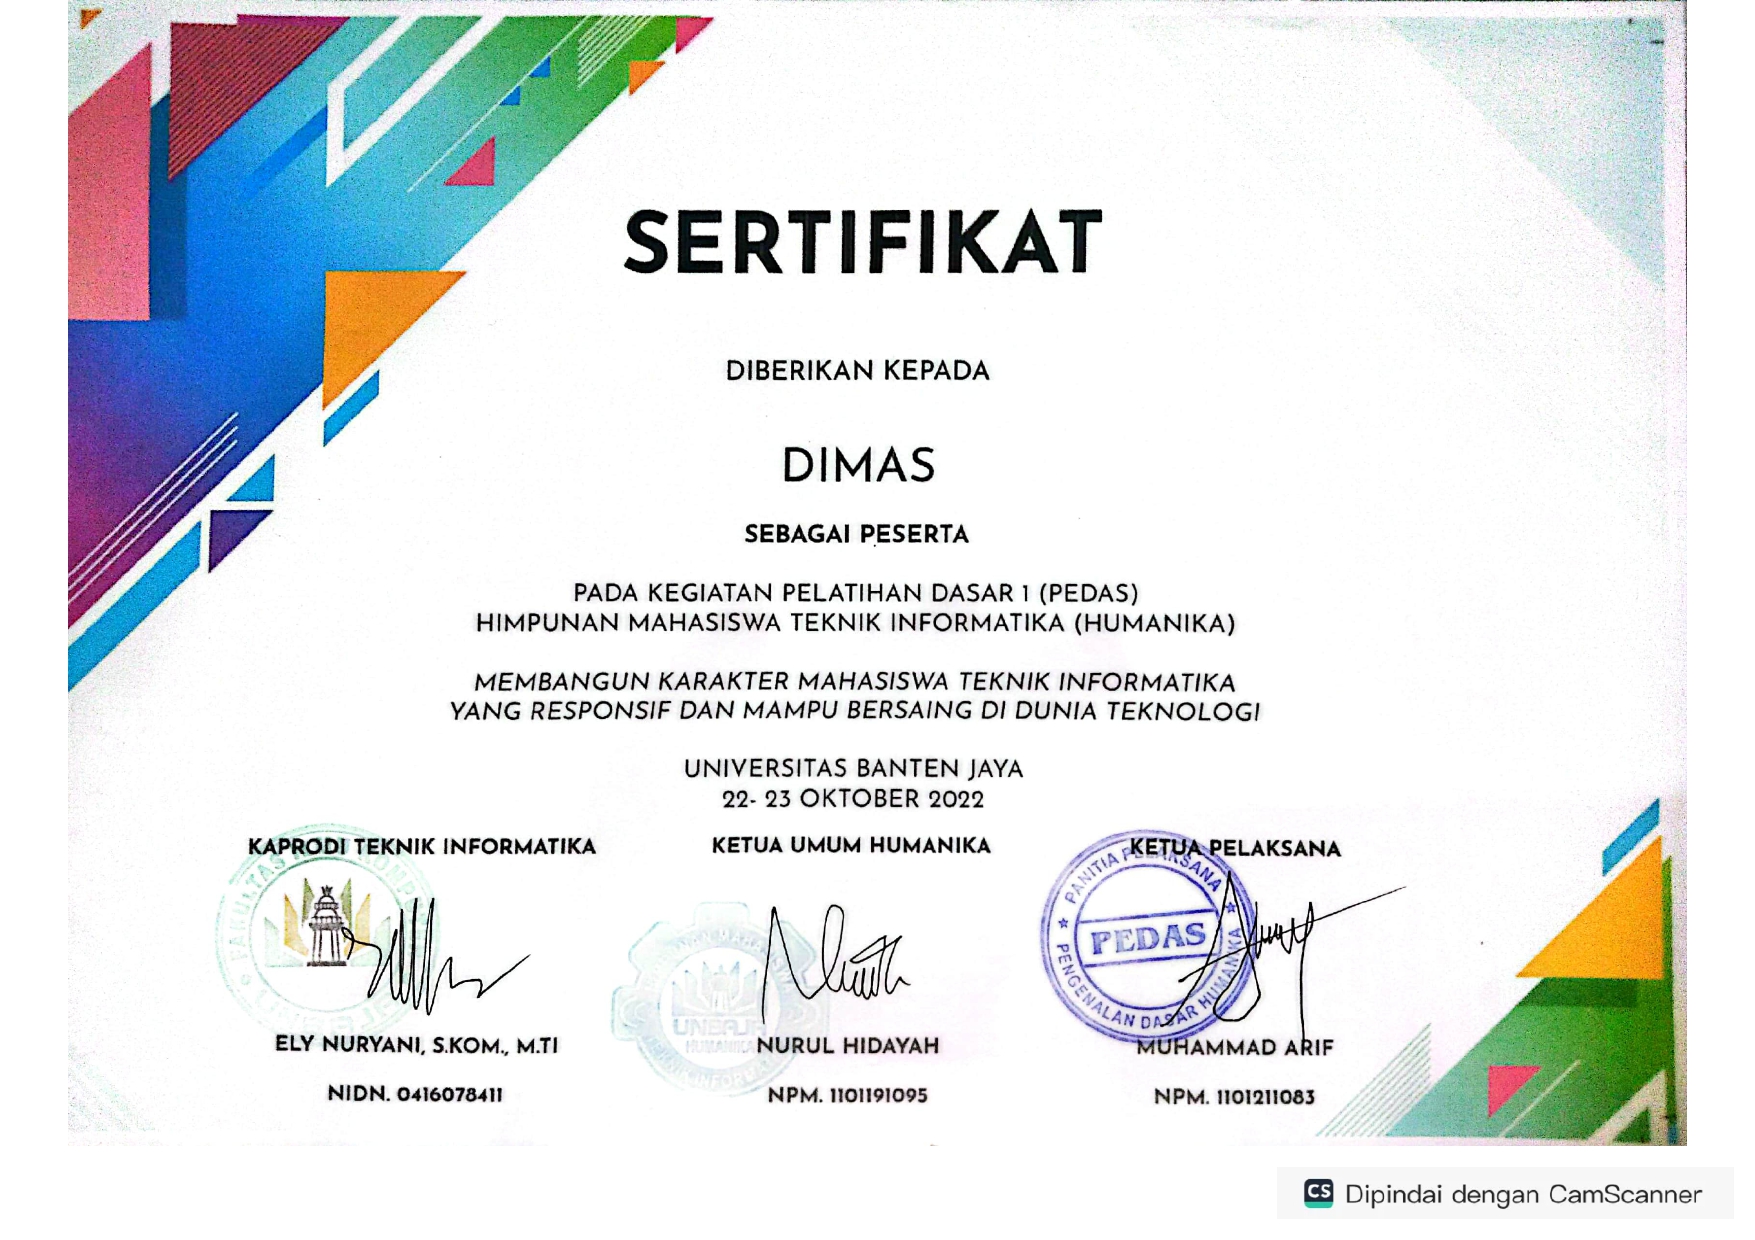 SERTIFIKAT
DIBERIKAN KEPADA
DIMAS
SEBAGAI PESERTA
PADA KEGIATAN PELATIHAN DASAR 1 (PEDAS)
HIMPUNAN MAHASISWA TEKNIK INFORMATIKA (HUMANIKA)
MEMBANGUN KARAKTER MAHASISWA TEKNIK INFORMATIKA
YANG RESPONSIF DAN MAMPU BERSAING DI DUNIA TEKNOLOGI
UNIVERSITAS BANTEN JAYA
22- 23 OKTOBER 2022
KAPRODI TEKNIK INFORMATIKA
ELY NURYANI, S.KOM., M.TI
NIDN. 0416078411
KETUA UMUM HUMANIKA
UNBAJA
HUMANIKA
NURUL HIDAYAH
NPM. 1101191095
KETUA PELAKSANA
PANITIA PELAKSANA
PEDAS
PENGENALAN DASAR HUMANIKA
MUHAMMAD ARIF
NPM. 1101211083
CS Dipindai dengan CamScanner